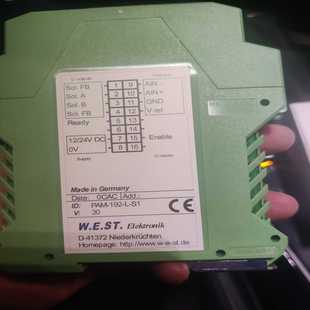 Sol. FB 1 9 AIN -
Sol. A 2 10 AIN+
Sol. B 3 11 GND
Sol. FB 4 12 V ref
Ready 5 13
6 14
12/24V DC 7 15 Enable
0V 8 16
Made in Germany
Date: 0CAC Add.:
ID: PAM-192-L-S1
V: 30
W.E.ST. Elektronik
D-41372 Niederkrüchten
Homepage: http://www.w-e-st.de